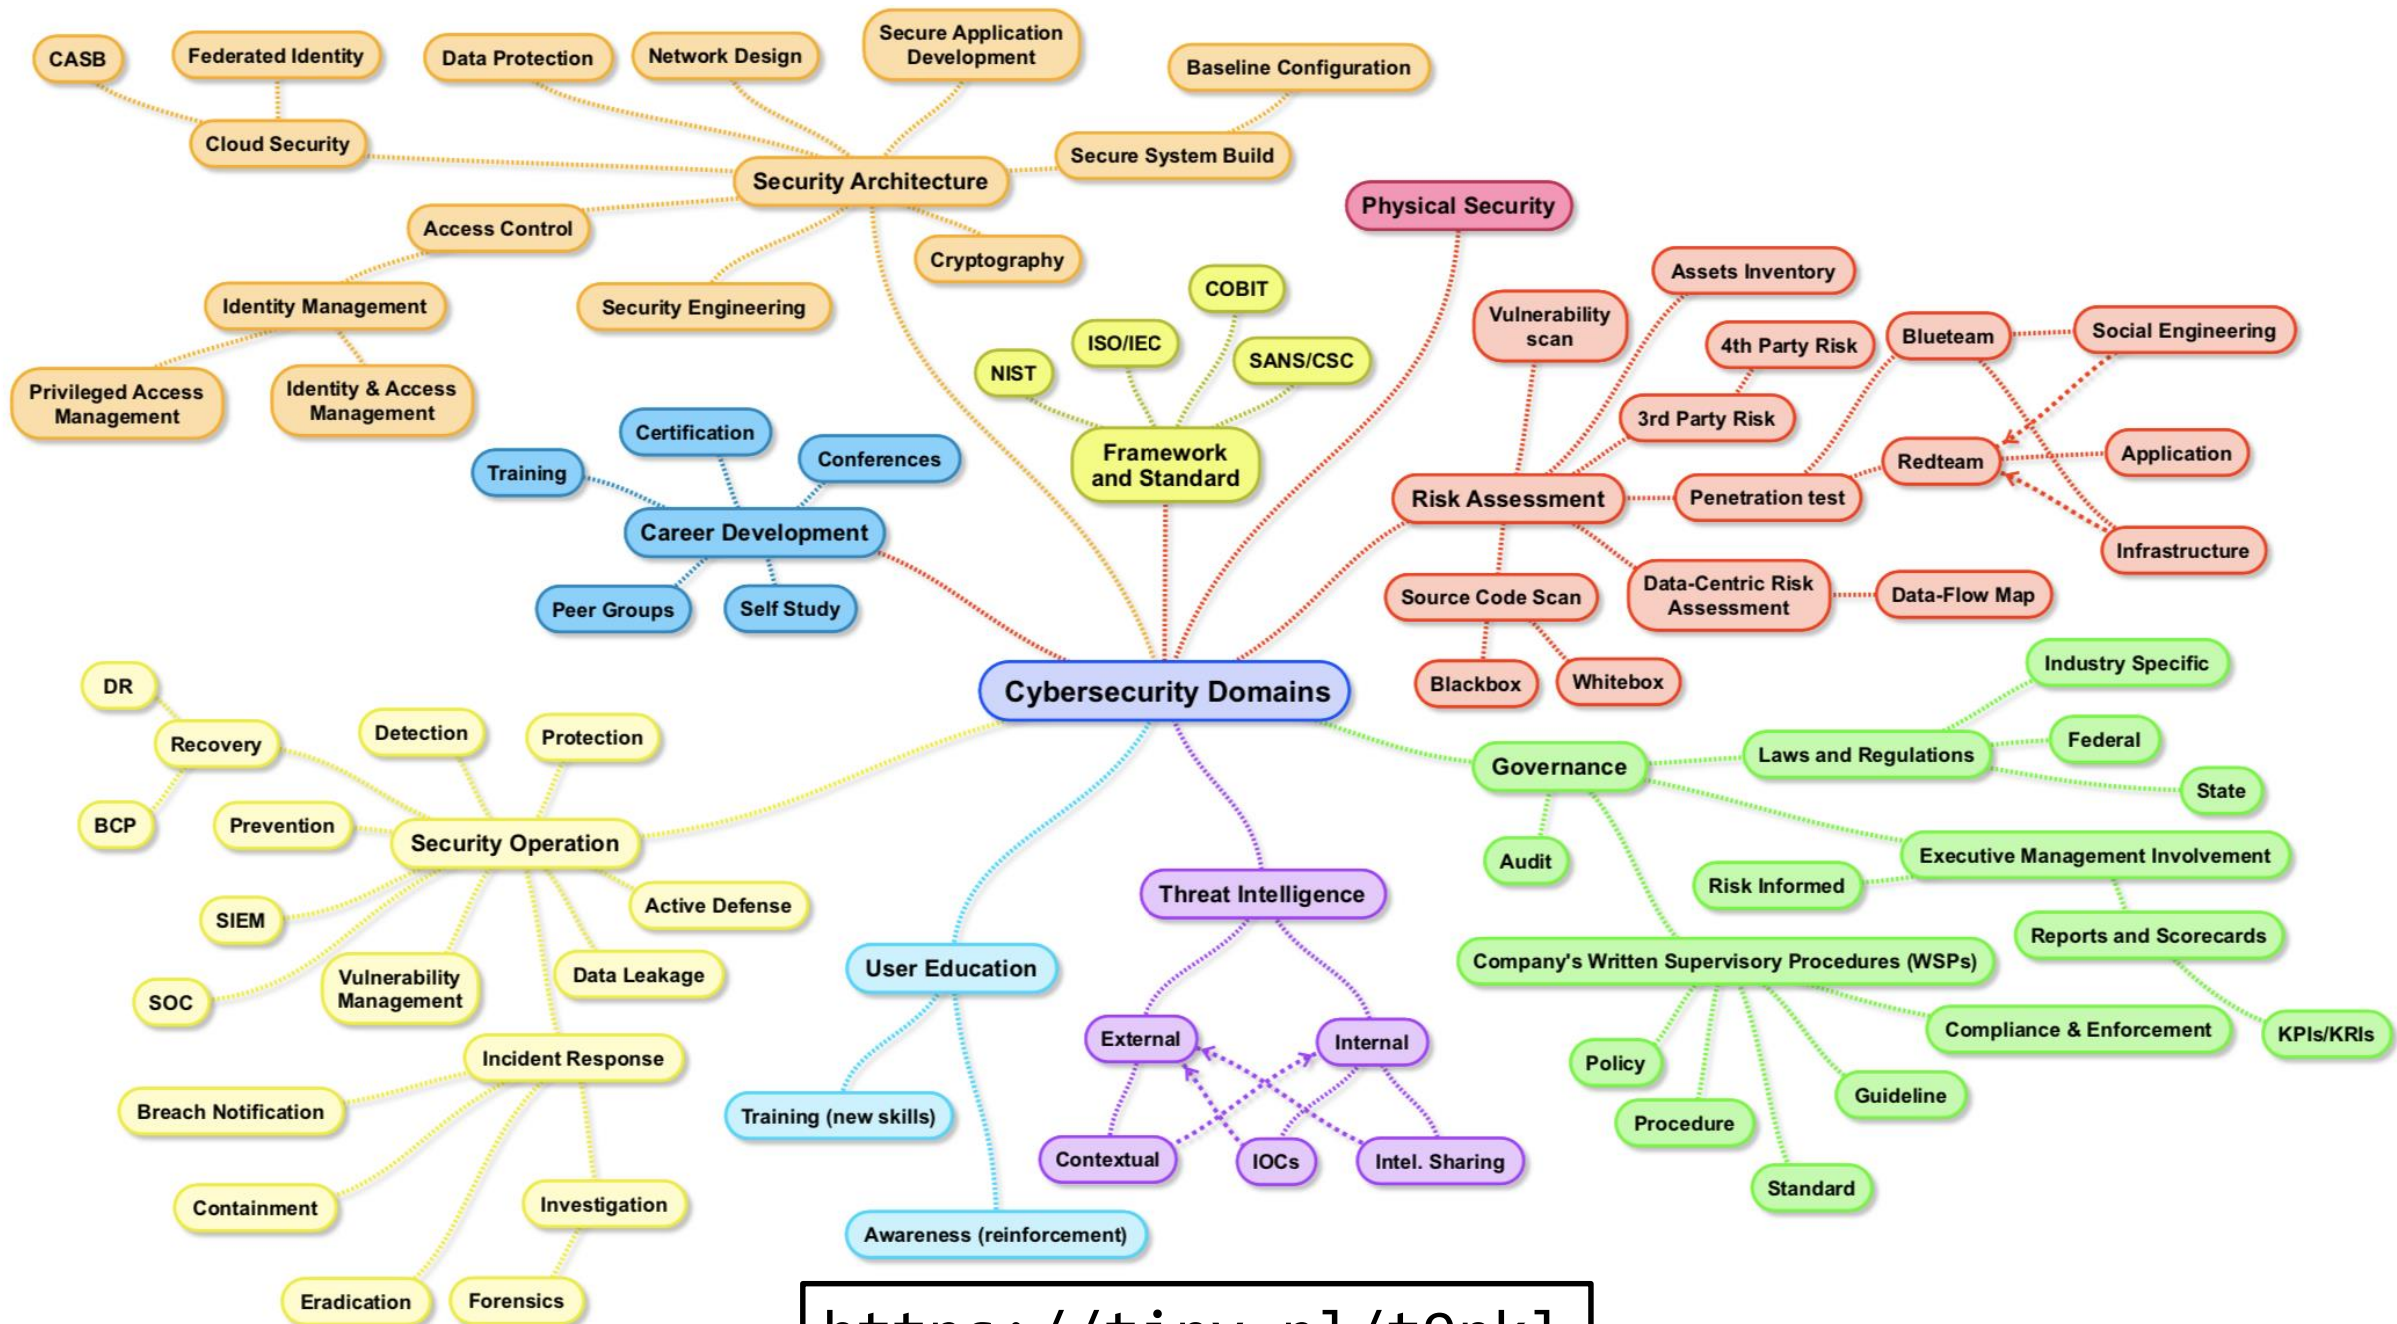 CASB
Federated Identity
Data Protection
Network Design
Secure Application
Development
Baseline Configuration
Cloud Security
Secure System Build
Security Architecture
Access Control
Cryptography
Identity Management
Security Engineering
Privileged Access
Management
Identity & Access
Management
Physical Security
COBIT
ISO/IEC
SANS/CSC
NIST
Framework
and Standard
Certification
Training
Conferences
Career Development
Peer Groups
Self Study
Assets Inventory
Vulnerability
scan
4th Party Risk
Blueteam
Social Engineering
3rd Party Risk
Redteam
Application
Risk Assessment
Penetration test
Infrastructure
Source Code Scan
Data-Centric Risk
Assessment
Data-Flow Map
Blackbox
Whitebox
Cybersecurity Domains
DR
Recovery
Detection
Protection
BCP
Prevention
Security Operation
SIEM
Active Defense
SOC
Vulnerability
Management
Data Leakage
Incident Response
Breach Notification
Containment
Investigation
Eradication
Forensics
User Education
Training (new skills)
Awareness (reinforcement)
Threat Intelligence
External
Internal
Contextual
IOCs
Intel. Sharing
Industry Specific
Federal
Laws and Regulations
Governance
State
Audit
Executive Management Involvement
Risk Informed
Reports and Scorecards
Company's Written Supervisory Procedures (WSPs)
Compliance & Enforcement
KPIs/KRIs
Policy
Guideline
Procedure
Standard